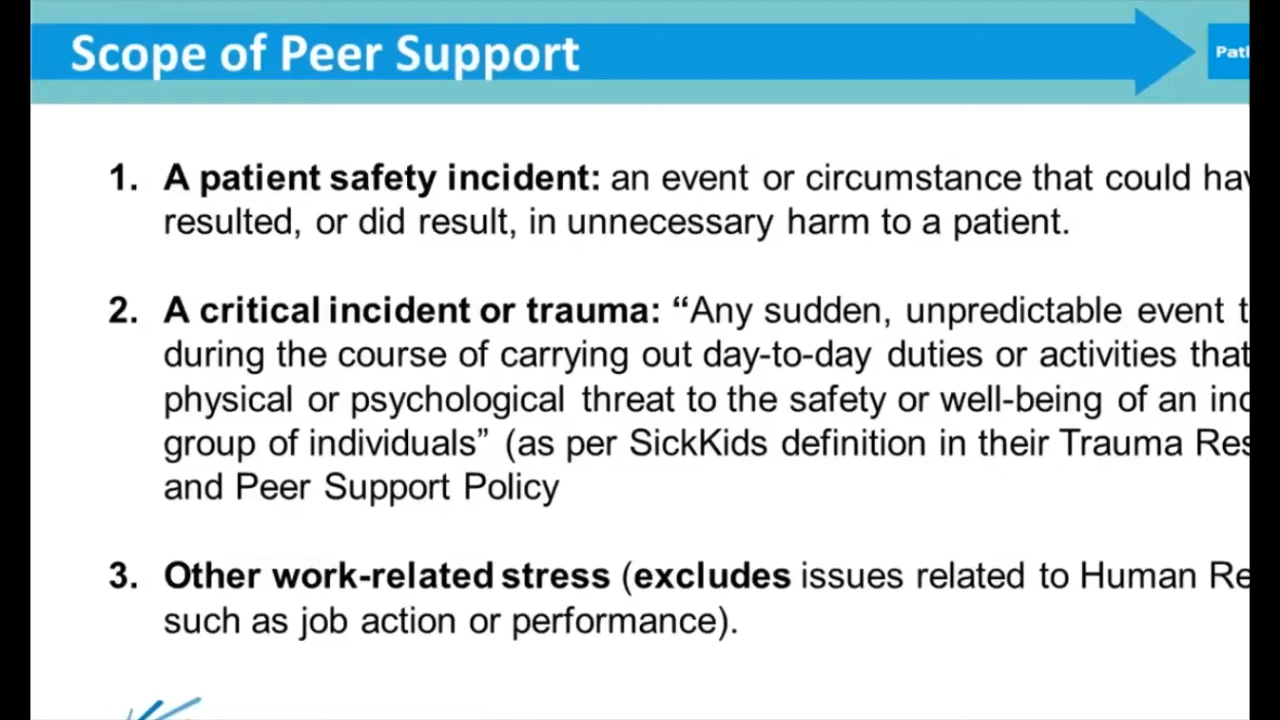 Scope of Peer Support
1. A patient safety incident: an event or circumstance that could
resulted, or did result, in unnecessary harm to a patient.
2. A critical incident or trauma: “Any sudden, unpredictable event
during the course of carrying out day-to-day duties or activities that
physical or psychological threat to the safety or well-being of an
group of individuals” (as per SickKids definition in their Trauma
and Peer Support Policy
3. Other work-related stress (excludes issues related to Human
such as job action or performance).